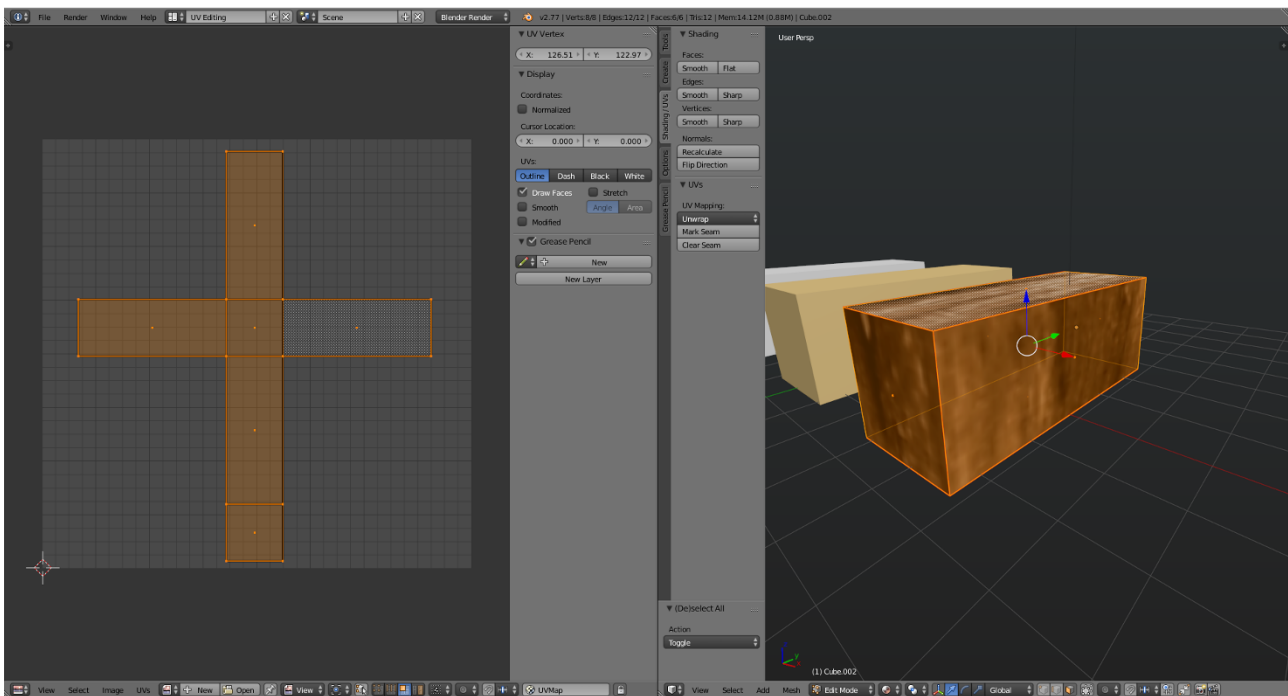 File Render Window Help UV Editing Scene Blender Render v2.77 | Verts:8/8 | Edges:12/12 | Faces:6/6 | Tris:12 | Mem:14.12M (0.88M) | Cube.002
UV Vertex
X: 126.51 Y: 122.97
Display
Coordinates:
Normalized
Cursor Location:
X: 0.000 Y: 0.000
UVs:
Outline Dash Black White
Draw Faces Stretch
Smooth Angle Area
Modified
Grease Pencil
New
New Layer
Tools
Create
Shading / UVs
Options
Grease Pencil
Shading
Faces:
Smooth Flat
Edges:
Smooth Sharp
Vertices:
Smooth Sharp
Normals:
Recalculate
Flip Direction
UVs
UV Mapping:
Unwrap
Mark Seam
Clear Seam
(De)select All
Action
Toggle
User Persp
(1) Cube.002
View Select Image UVs New Open View UVMap
View Select Add Mesh Edit Mode Global